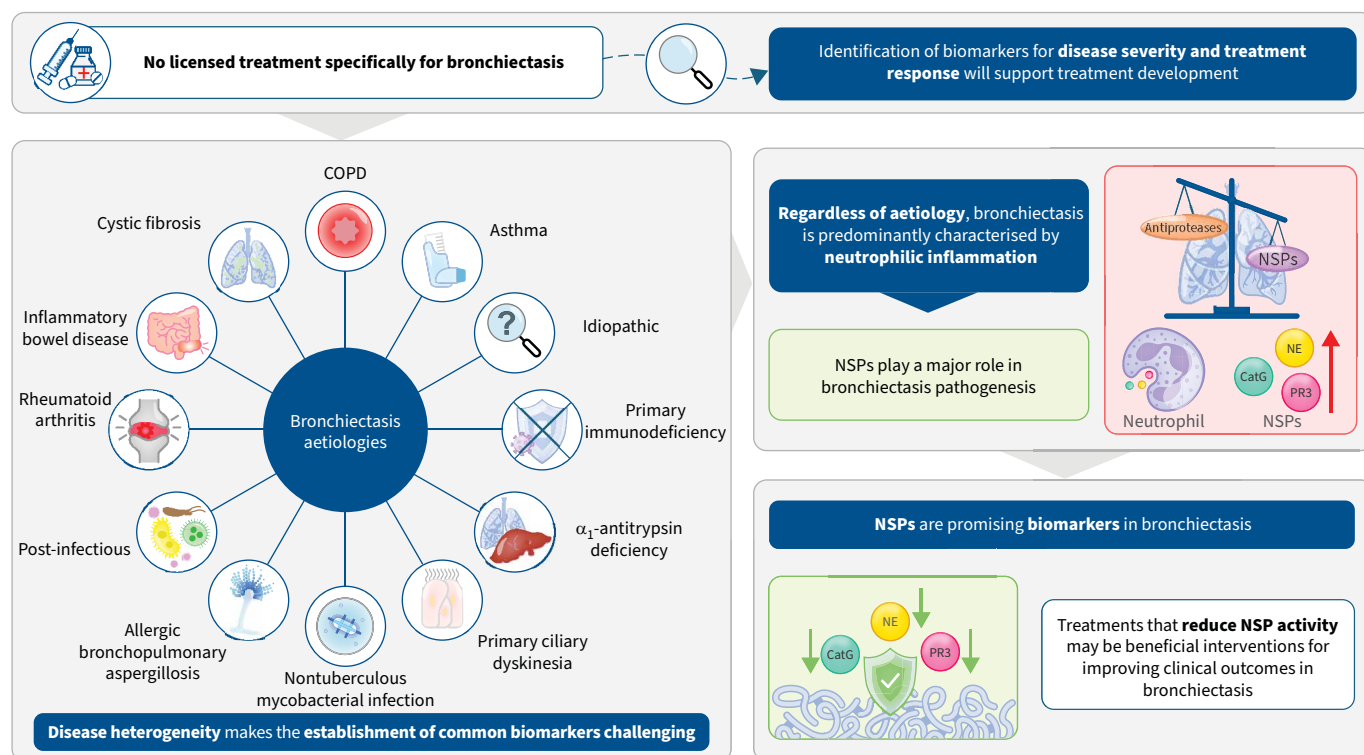 No licensed treatment specifically for bronchiectasis
Identification of biomarkers for disease severity and treatment
response will support treatment development
COPD
Cystic fibrosis
Asthma
Inflammatory
bowel disease
Idiopathic
?
Rheumatoid
arthritis
Bronchiectasis
aetiologies
Primary
immunodeficiency
Post-infectious
α₁-antitrypsin
deficiency
Allergic
bronchopulmonary
aspergillosis
Nontuberculous
mycobacterial infection
Primary ciliary
dyskinesia
Disease heterogeneity makes the establishment of common biomarkers challenging
Regardless of aetiology, bronchiectasis
is predominantly characterised by
neutrophilic inflammation
NSPs play a major role in
bronchiectasis pathogenesis
Antiproteases
NSPs
NE
CatG
PR3
Neutrophil
NSPs
NSPs are promising biomarkers in bronchiectasis
NE
CatG
PR3
Treatments that reduce NSP activity
may be beneficial interventions for
improving clinical outcomes in
bronchiectasis